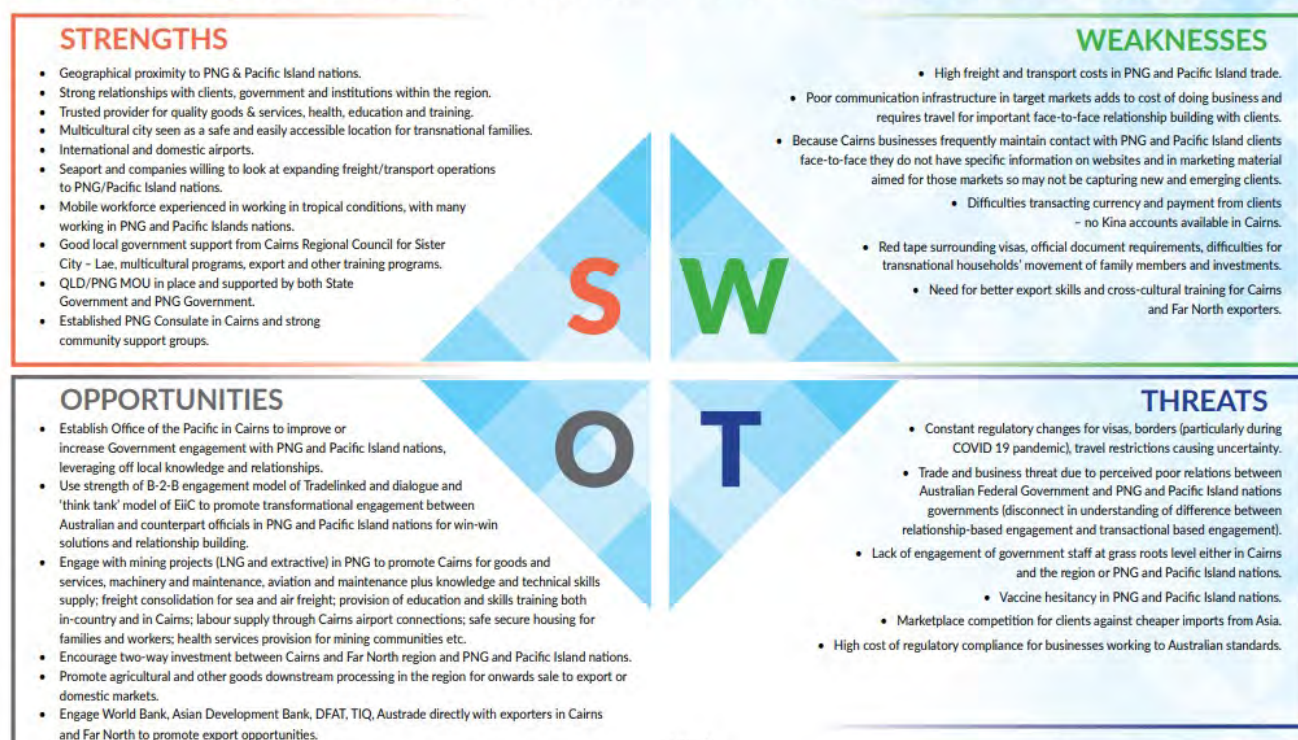 STRENGTHS
• Geographical proximity to PNG & Pacific Island nations.
• Strong relationships with clients, government and institutions within the region.
• Trusted provider for quality goods & services, health, education and training.
• Multicultural city seen as a safe and easily accessible location for transnational families.
• International and domestic airports.
• Seaport and companies willing to look at expanding freight/transport operations
to PNG/Pacific Island nations.
• Mobile workforce experienced in working in tropical conditions, with many
working in PNG and Pacific Islands nations.
• Good local government support from Cairns Regional Council for Sister
City – Lae, multicultural programs, export and other training programs.
• QLD/PNG MOU in place and supported by both State
Government and PNG Government.
• Established PNG Consulate in Cairns and strong
community support groups.
WEAKNESSES
• High freight and transport costs in PNG and Pacific Island trade.
• Poor communication infrastructure in target markets adds to cost of doing business and
requires travel for important face-to-face relationship building with clients.
• Because Cairns businesses frequently maintain contact with PNG and Pacific Island clients
face-to-face they do not have specific information on websites and in marketing material
aimed for those markets so may not be capturing new and emerging clients.
• Difficulties transacting currency and payment from clients
– no Kina accounts available in Cairns.
• Red tape surrounding visas, official document requirements, difficulties for
transnational households' movement of family members and investments.
• Need for better export skills and cross-cultural training for Cairns
and Far North exporters.
S W
O T
OPPORTUNITIES
• Establish Office of the Pacific in Cairns to improve or
increase Government engagement with PNG and Pacific Island nations,
leveraging off local knowledge and relationships.
• Use strength of B-2-B engagement model of Tradelinked and dialogue and
'think tank' model of EiiC to promote transformational engagement between
Australian and counterpart officials in PNG and Pacific Island nations for win-win
solutions and relationship building.
• Engage with mining projects (LNG and extractive) in PNG to promote Cairns for goods and
services, machinery and maintenance, aviation and maintenance plus knowledge and technical skills
supply; freight consolidation for sea and air freight; provision of education and skills training both
in-country and in Cairns; labour supply through Cairns airport connections; safe secure housing for
families and workers; health services provision for mining communities etc.
• Encourage two-way investment between Cairns and Far North region and PNG and Pacific Island nations.
• Promote agricultural and other goods downstream processing in the region for onwards sale to export or
domestic markets.
• Engage World Bank, Asian Development Bank, DFAT, TIQ, Austrade directly with exporters in Cairns
and Far North to promote export opportunities.
THREATS
• Constant regulatory changes for visas, borders (particularly during
COVID 19 pandemic), travel restrictions causing uncertainty.
• Trade and business threat due to perceived poor relations between
Australian Federal Government and PNG and Pacific Island nations
governments (disconnect in understanding of difference between
relationship-based engagement and transactional based engagement).
• Lack of engagement of government staff at grass roots level either in Cairns
and the region or PNG and Pacific Island nations.
• Vaccine hesitancy in PNG and Pacific Island nations.
• Marketplace competition for clients against cheaper imports from Asia.
• High cost of regulatory compliance for businesses working to Australian standards.